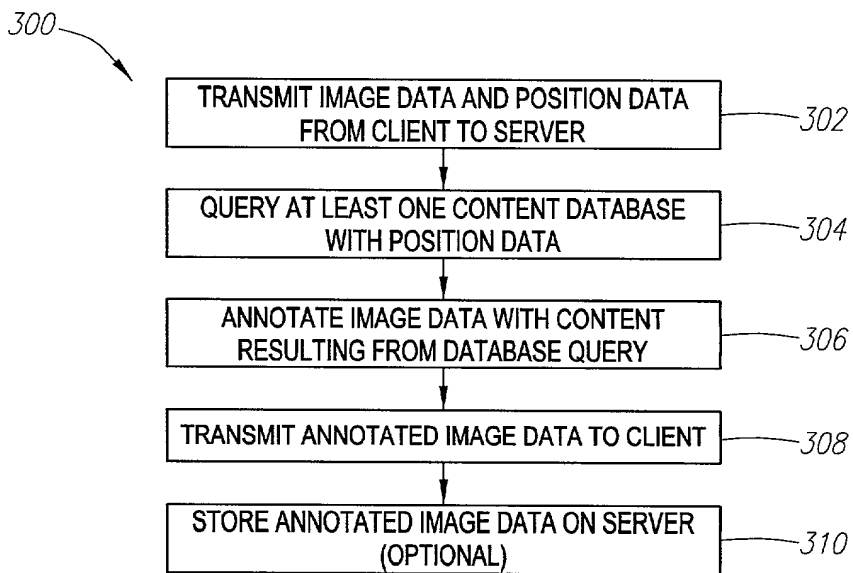 300
TRANSMIT IMAGE DATA AND POSITION DATA
FROM CLIENT TO SERVER
302
QUERY AT LEAST ONE CONTENT DATABASE
WITH POSITION DATA
304
ANNOTATE IMAGE DATA WITH CONTENT
RESULTING FROM DATABASE QUERY
306
TRANSMIT ANNOTATED IMAGE DATA TO CLIENT
308
STORE ANNOTATED IMAGE DATA ON SERVER
(OPTIONAL)
310